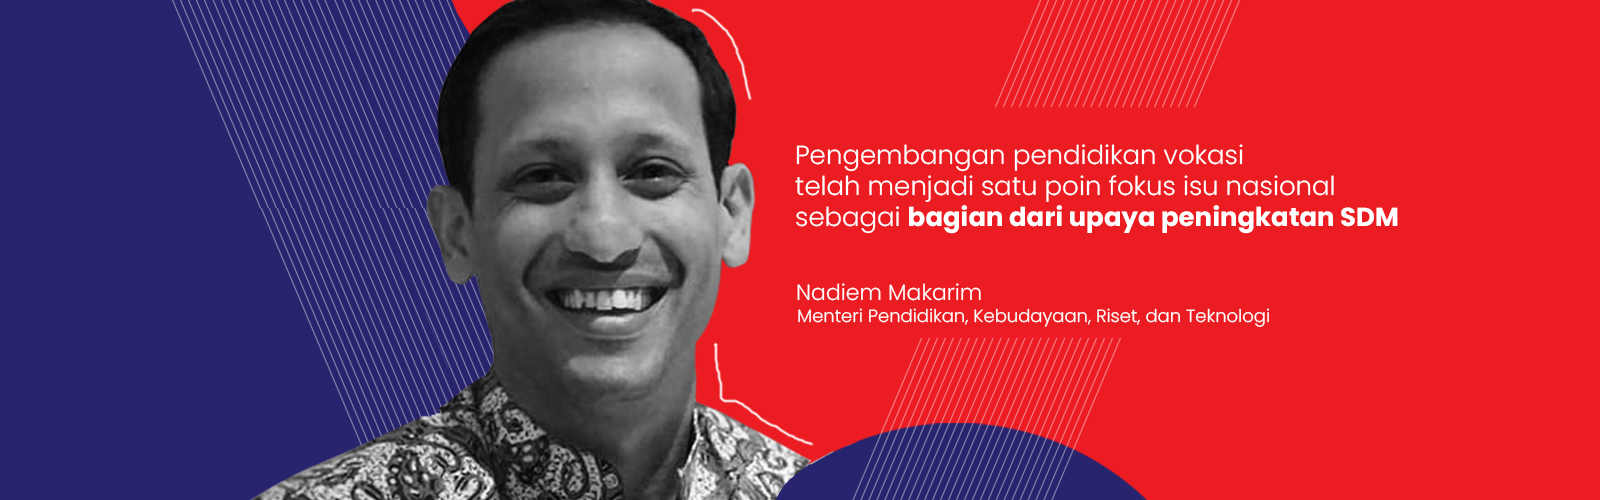 Pengembangan pendidikan vokasi
telah menjadi satu poin fokus isu nasional
sebagai bagian dari upaya peningkatan SDM
Nadiem Makarim
Menteri Pendidikan, Kebudayaan, Riset, dan Teknologi